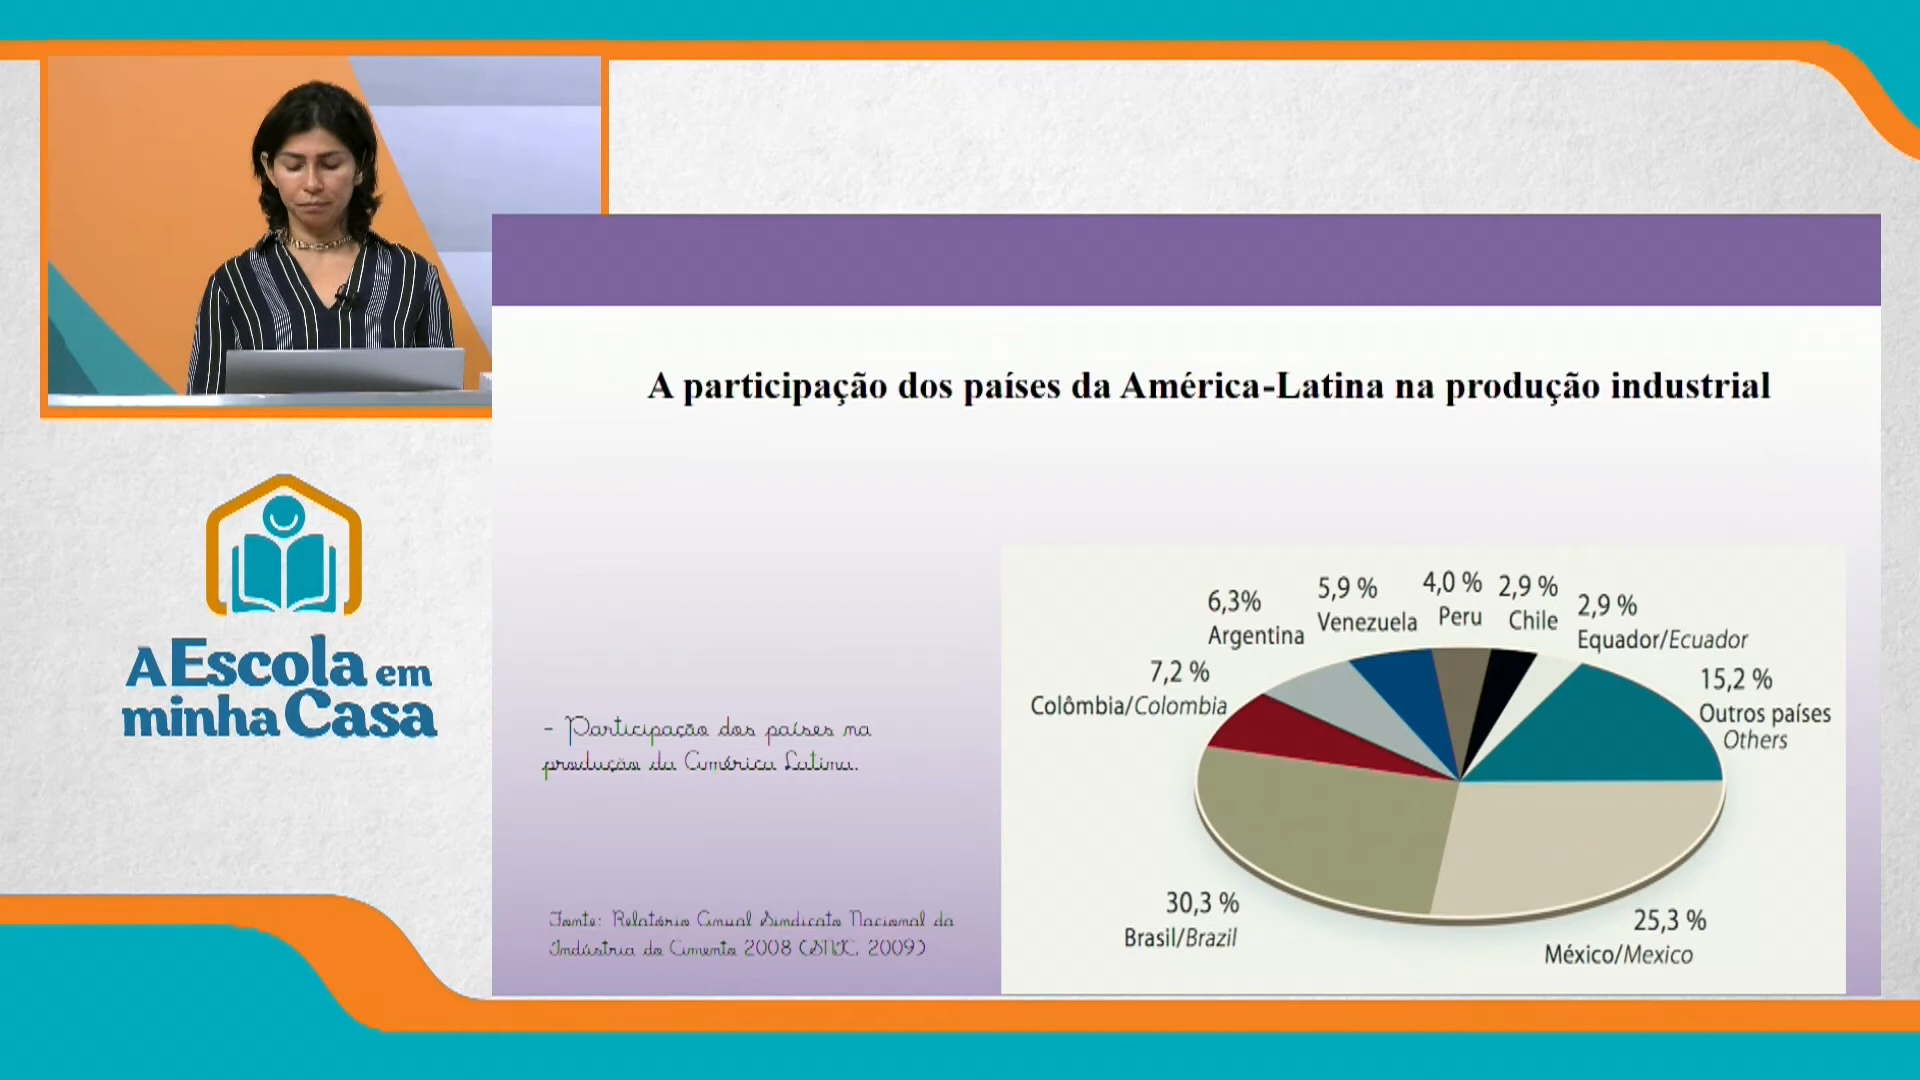 A participação dos países da América-Latina na produção industrial
A Escola em
minha Casa
- Participação dos países na
produção da América Latina.
Fonte: Relatório Anual Sindicato Nacional da
Indústria do Cimento 2008 (SNIC, 2009)
6,3%
Argentina
5,9 %
Venezuela
4,0 %
Peru
2,9 %
Chile
2,9 %
Equador/Ecuador
7,2 %
Colômbia/Colombia
15,2 %
Outros países
Others
30,3 %
Brasil/Brazil
25,3 %
México/Mexico